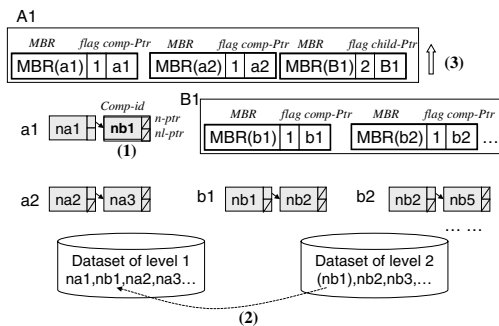 A1
MBR flag comp-Ptr MBR flag comp-Ptr MBR flag child-Ptr
MBR(a1) 1 a1 MBR(a2) 1 a2 MBR(B1) 2 B1
(3)
Comp-id
B1
a1 na1 nb1 n-ptr
nl-ptr
(1)
MBR flag comp-Ptr MBR flag comp-Ptr
MBR(b1) 1 b1 MBR(b2) 1 b2 ...
a2 na2 na3 b1 nb1 nb2 b2 nb2 nb5
... ...
Dataset of level 1
na1,nb1,na2,na3...
Dataset of level 2
(nb1),nb2,nb3,...
(2)